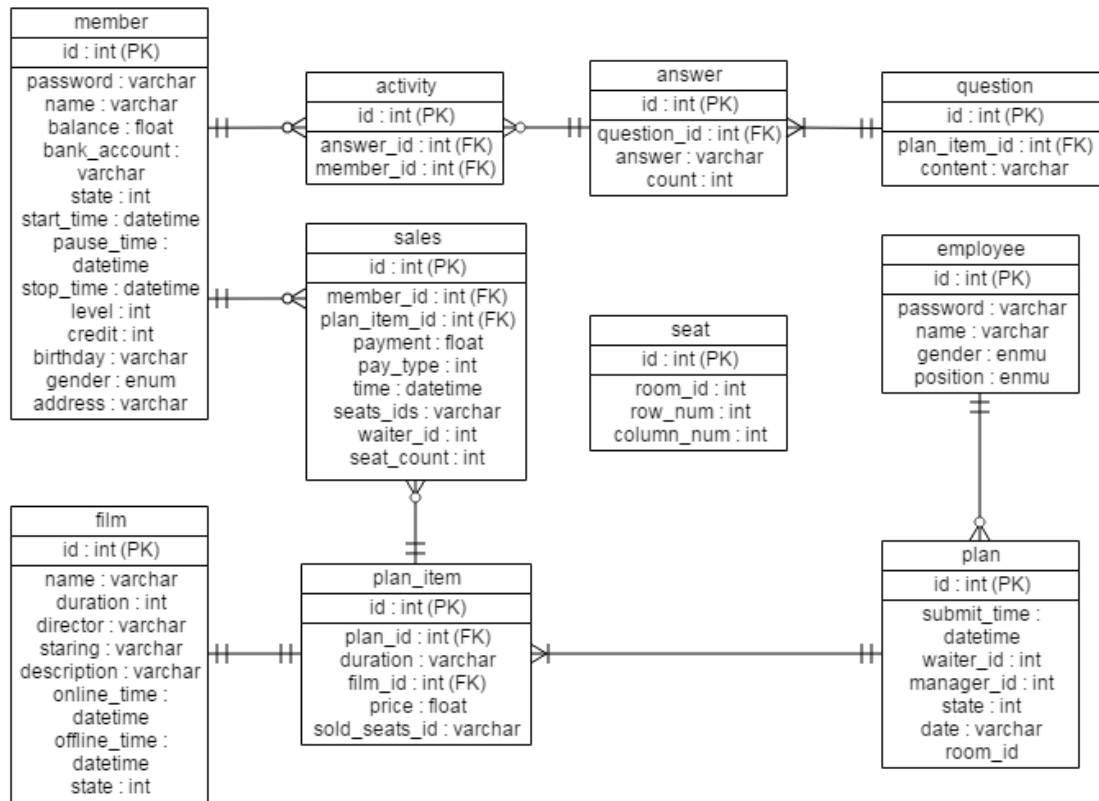 member
id : int (PK)
password : varchar
name : varchar
balance : float
bank_account :
varchar
state : int
start_time : datetime
pause_time :
datetime
stop_time : datetime
level : int
credit : int
birthday : varchar
gender : enum
address : varchar
activity
id : int (PK)
answer_id : int (FK)
member_id : int (FK)
answer
id : int (PK)
question_id : int (FK)
answer : varchar
count : int
question
id : int (PK)
plan_item_id : int (FK)
content : varchar
sales
id : int (PK)
member_id : int (FK)
plan_item_id : int (FK)
payment : float
pay_type : int
time : datetime
seats_ids : varchar
waiter_id : int
seat_count : int
seat
id : int (PK)
room_id : int
row_num : int
column_num : int
employee
id : int (PK)
password : varchar
name : varchar
gender : enmu
position : enmu
film
id : int (PK)
name : varchar
duration : int
director : varchar
staring : varchar
description : varchar
online_time :
datetime
offline_time :
datetime
state : int
plan_item
id : int (PK)
plan_id : int (FK)
duration : varchar
film_id : int (FK)
price : float
sold_seats_id : varchar
plan
id : int (PK)
submit_time :
datetime
waiter_id : int
manager_id : int
state : int
date : varchar
room_id